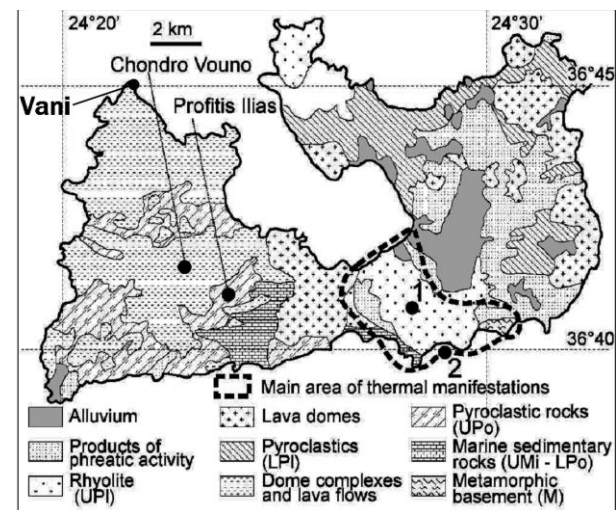 24°20'
2 km
24°30'
Chondro Vouno
36°45
Vani
Profitis Ilias
1
2
36°40
Main area of thermal manifestations
Alluvium
Lava domes
Pyroclastic rocks
(UPo)
Products of
phreatic activity
Pyroclastics
(LPl)
Marine sedimentary
rocks (UMi - LPo)
Rhyolite
(UPl)
Dome complexes
and lava flows
Metamorphic
basement (M)